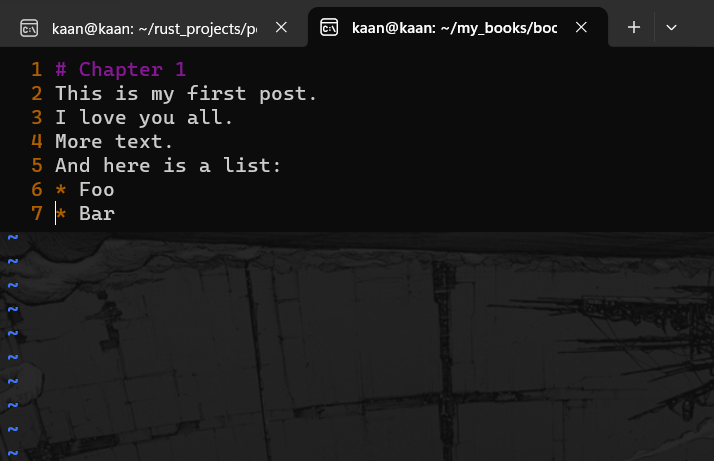 kaan@kaan: ~/rust_projects/p
kaan@kaan: ~/my_books/boo
1 # Chapter 1
2 This is my first post.
3 I love you all.
4 More text.
5 And here is a list:
6 * Foo
7 * Bar
~
~
~
~
~
~
~
~
~
~